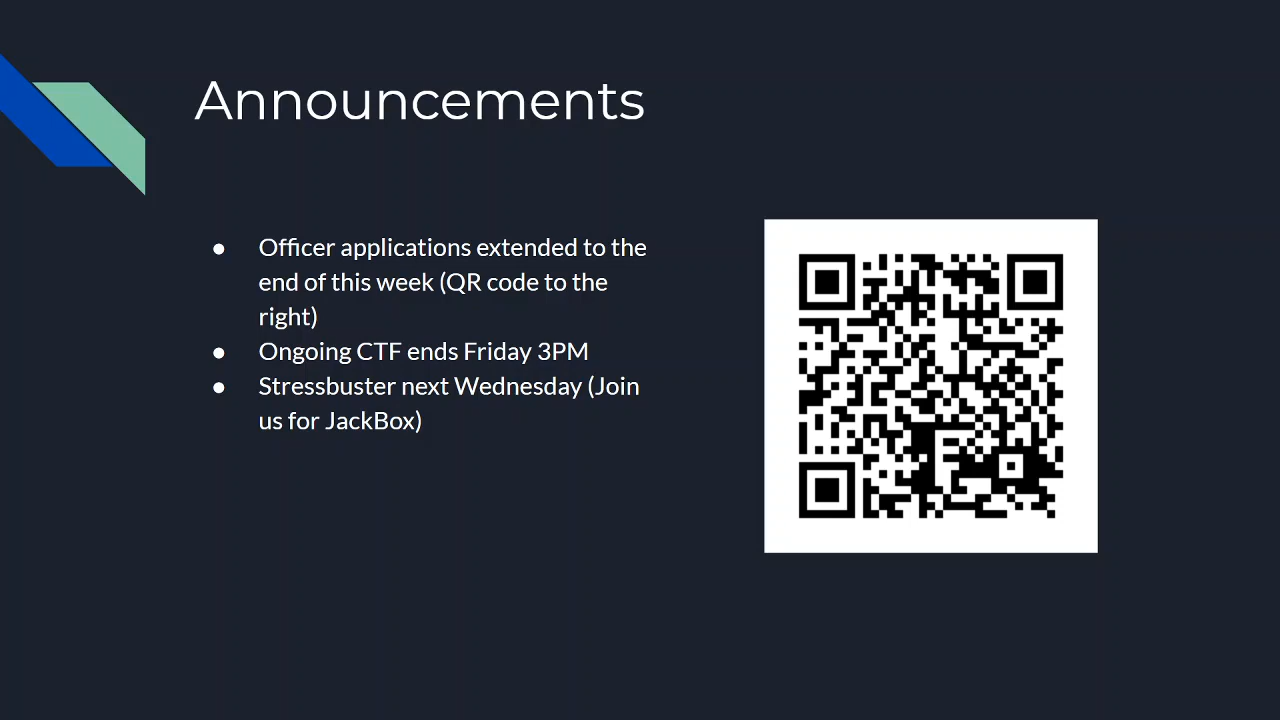 Announcements
● Officer applications extended to the
end of this week (QR code to the
right)
● Ongoing CTF ends Friday 3PM
● Stressbuster next Wednesday (Join
us for JackBox)